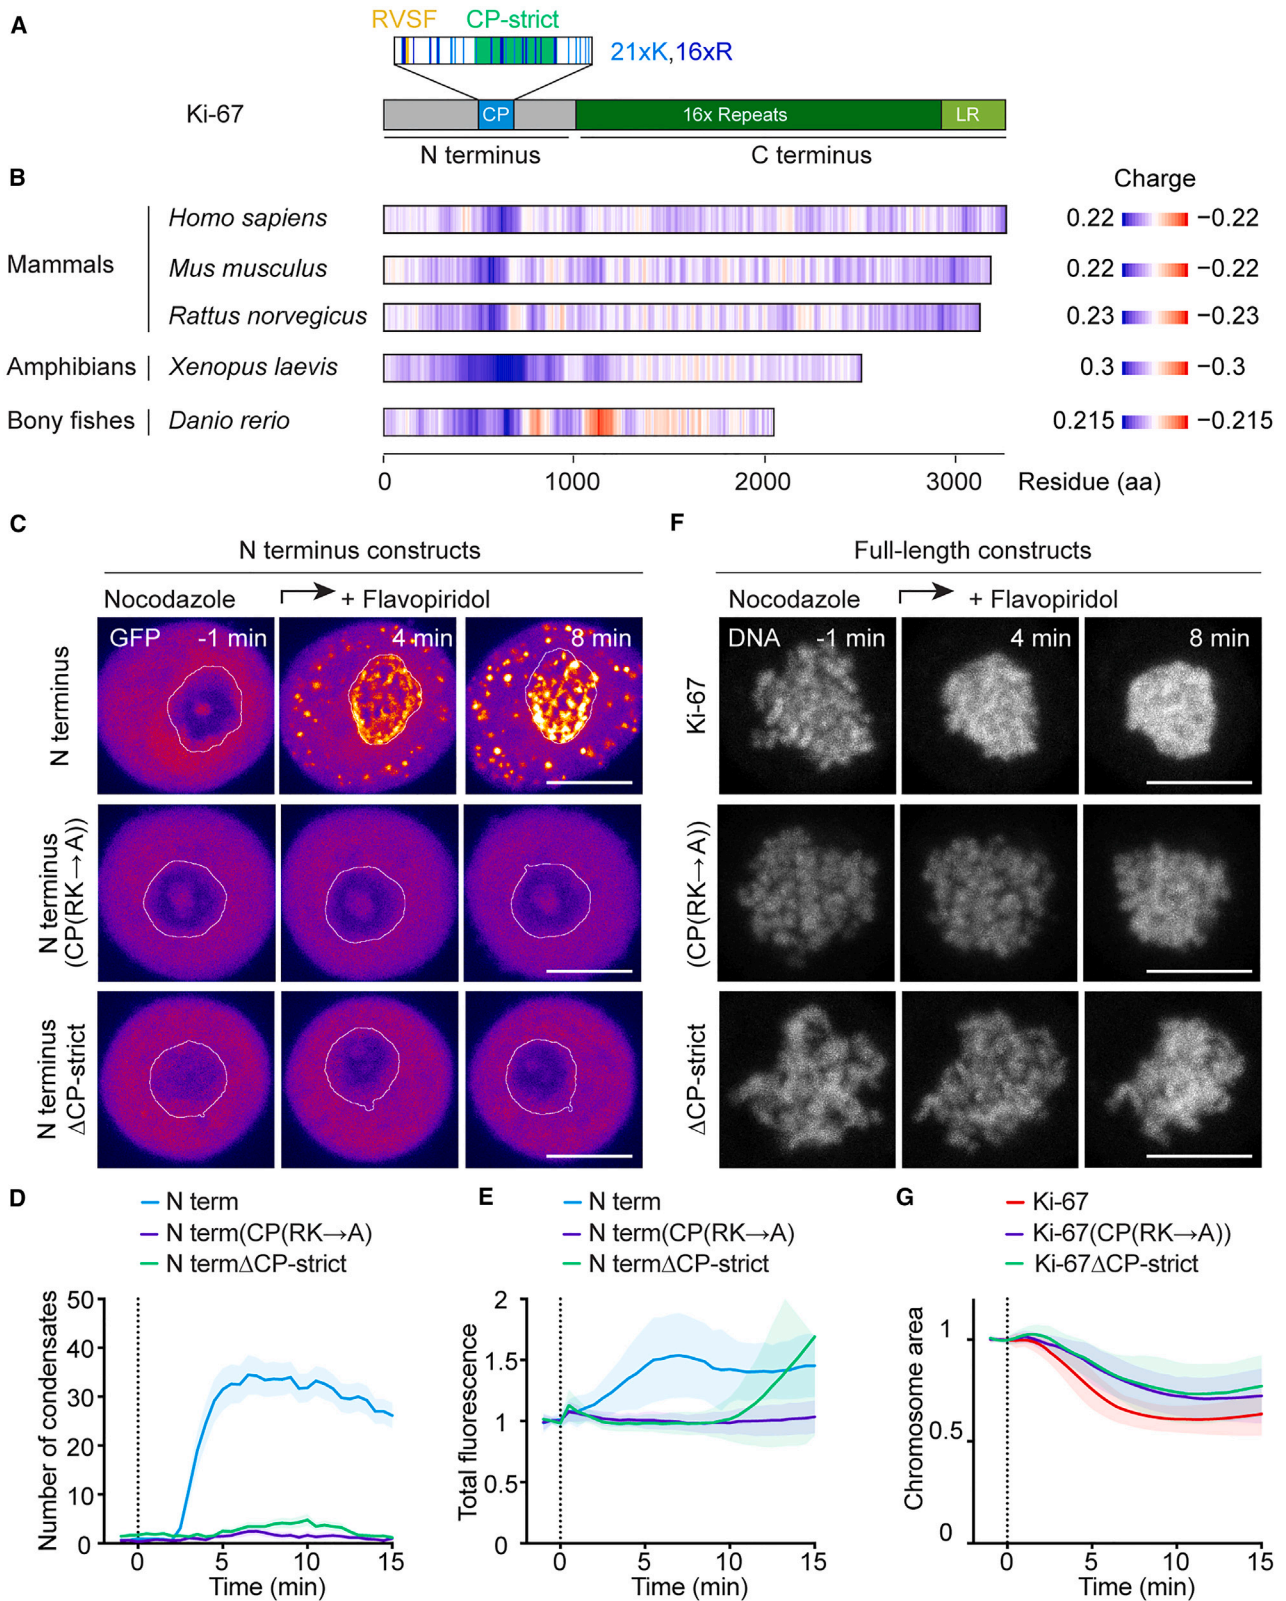 A
RVSF CP-strict
21xK,16xR
Ki-67
CP 16x Repeats LR
N terminus C terminus
B
Charge
Mammals
Homo sapiens 0.22 −0.22
Mus musculus 0.22 −0.22
Rattus norvegicus 0.23 −0.23
Amphibians Xenopus laevis 0.3 −0.3
Bony fishes Danio rerio 0.215 −0.215
0 1000 2000 3000 Residue (aa)
C
N terminus constructs
Nocodazole + Flavopiridol
GFP -1 min 4 min 8 min
N terminus
N terminus
(CP(RK→A))
N terminus
ΔCP-strict
F
Full-length constructs
Nocodazole + Flavopiridol
DNA -1 min 4 min 8 min
Ki-67
(CP(RK→A))
ΔCP-strict
D
N term
N term(CP(RK→A)
N termΔCP-strict
Number of condensates
50
40
30
20
10
0
0 5 10 15
Time (min)
E
N term
N term(CP(RK→A)
N termΔCP-strict
Total fluorescence
2
1.5
1
0.5
0
0 5 10 15
Time (min)
G
Ki-67
Ki-67(CP(RK→A))
Ki-67ΔCP-strict
Chromosome area
1
0.5
0
0 5 10 15
Time (min)